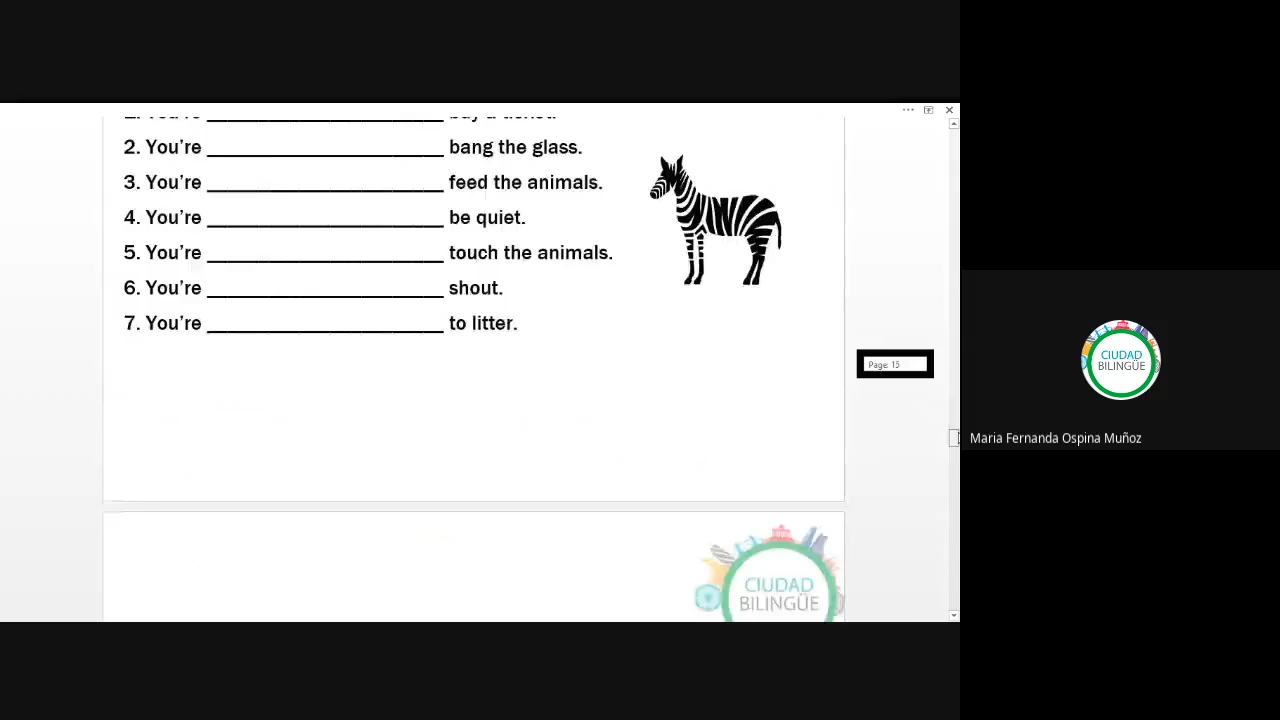 2. You're ______________________ bang the glass.
3. You're ______________________ feed the animals.
4. You're ______________________ be quiet.
5. You're ______________________ touch the animals.
6. You're ______________________ shout.
7. You're ______________________ to litter.
Page: 15
CIUDAD
BILINGÜE
CIUDAD
BILINGÜE
Maria Fernanda Ospina Muñoz